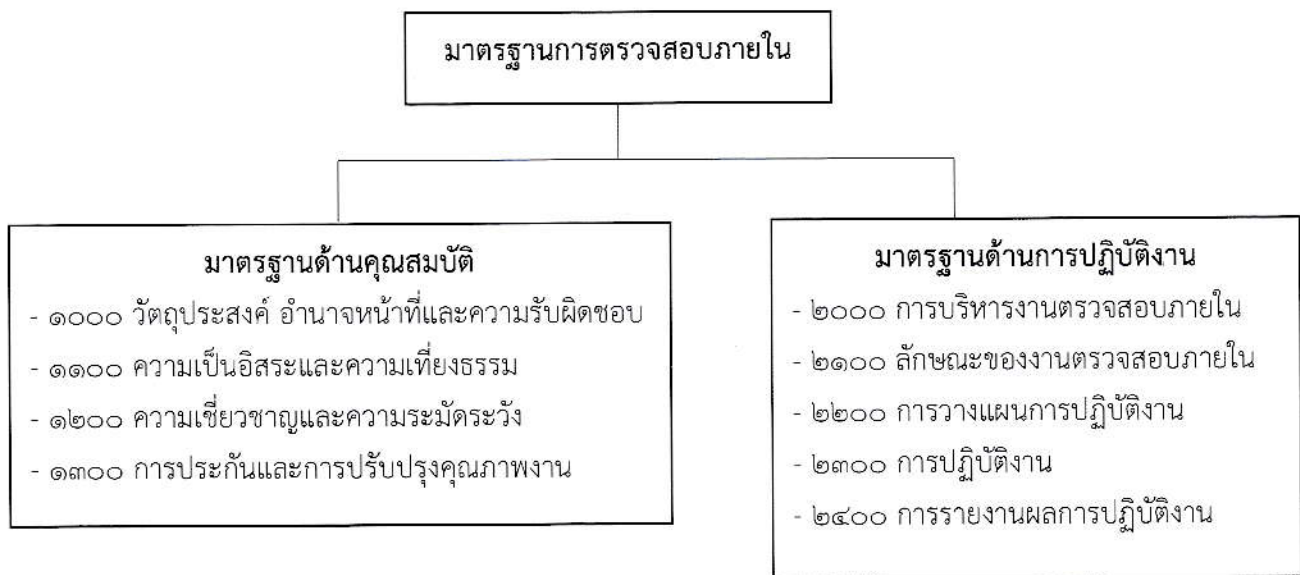 มาตรฐานการตรวจสอบภายใน
มาตรฐานด้านคุณสมบัติ
- ๑๐๐๐ วัตถุประสงค์ อำนาจหน้าที่และความรับผิดชอบ
- ๑๑๐๐ ความเป็นอิสระและความเที่ยงธรรม
- ๑๒๐๐ ความเชี่ยวชาญและความระมัดระวัง
- ๑๓๐๐ การประกันและการปรับปรุงคุณภาพงาน
มาตรฐานด้านการปฏิบัติงาน
- ๒๐๐๐ การบริหารงานตรวจสอบภายใน
- ๒๑๐๐ ลักษณะของงานตรวจสอบภายใน
- ๒๒๐๐ การวางแผนการปฏิบัติงาน
- ๒๓๐๐ การปฏิบัติงาน
- ๒๔๐๐ การรายงานผลการปฏิบัติงาน